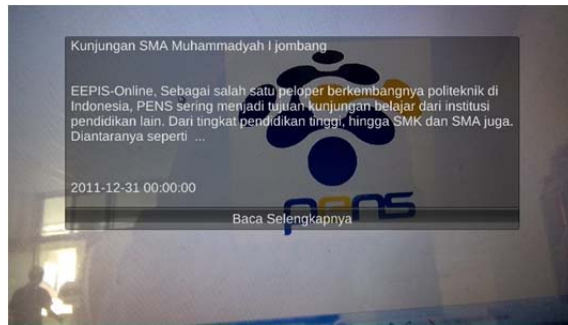 Kunjungan SMA Muhammadyah I jombang
EEPIS-Online, Sebagai salah satu peloper berkembangnya politeknik di
Indonesia, PENS sering menjadi tujuan kunjungan belajar dari institusi
pendidikan lain. Dari tingkat pendidikan tinggi, hingga SMK dan SMA juga.
Diantaranya seperti ...
2011-12-31 00:00:00
pens
Baca Selengkapnya